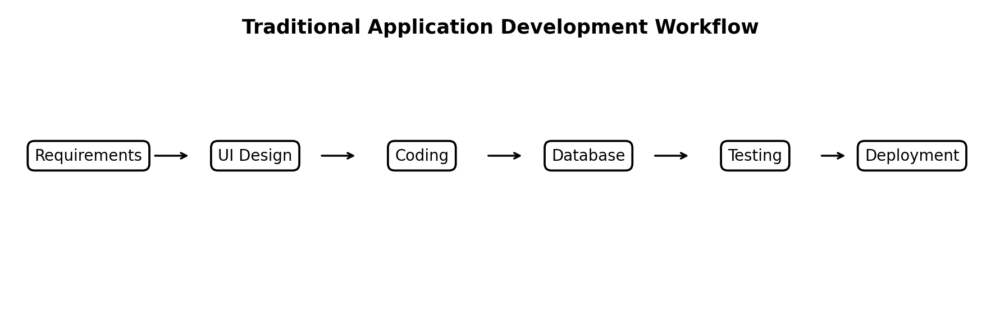 Traditional Application Development Workflow
Requirements
UI Design
Coding
Database
Testing
Deployment